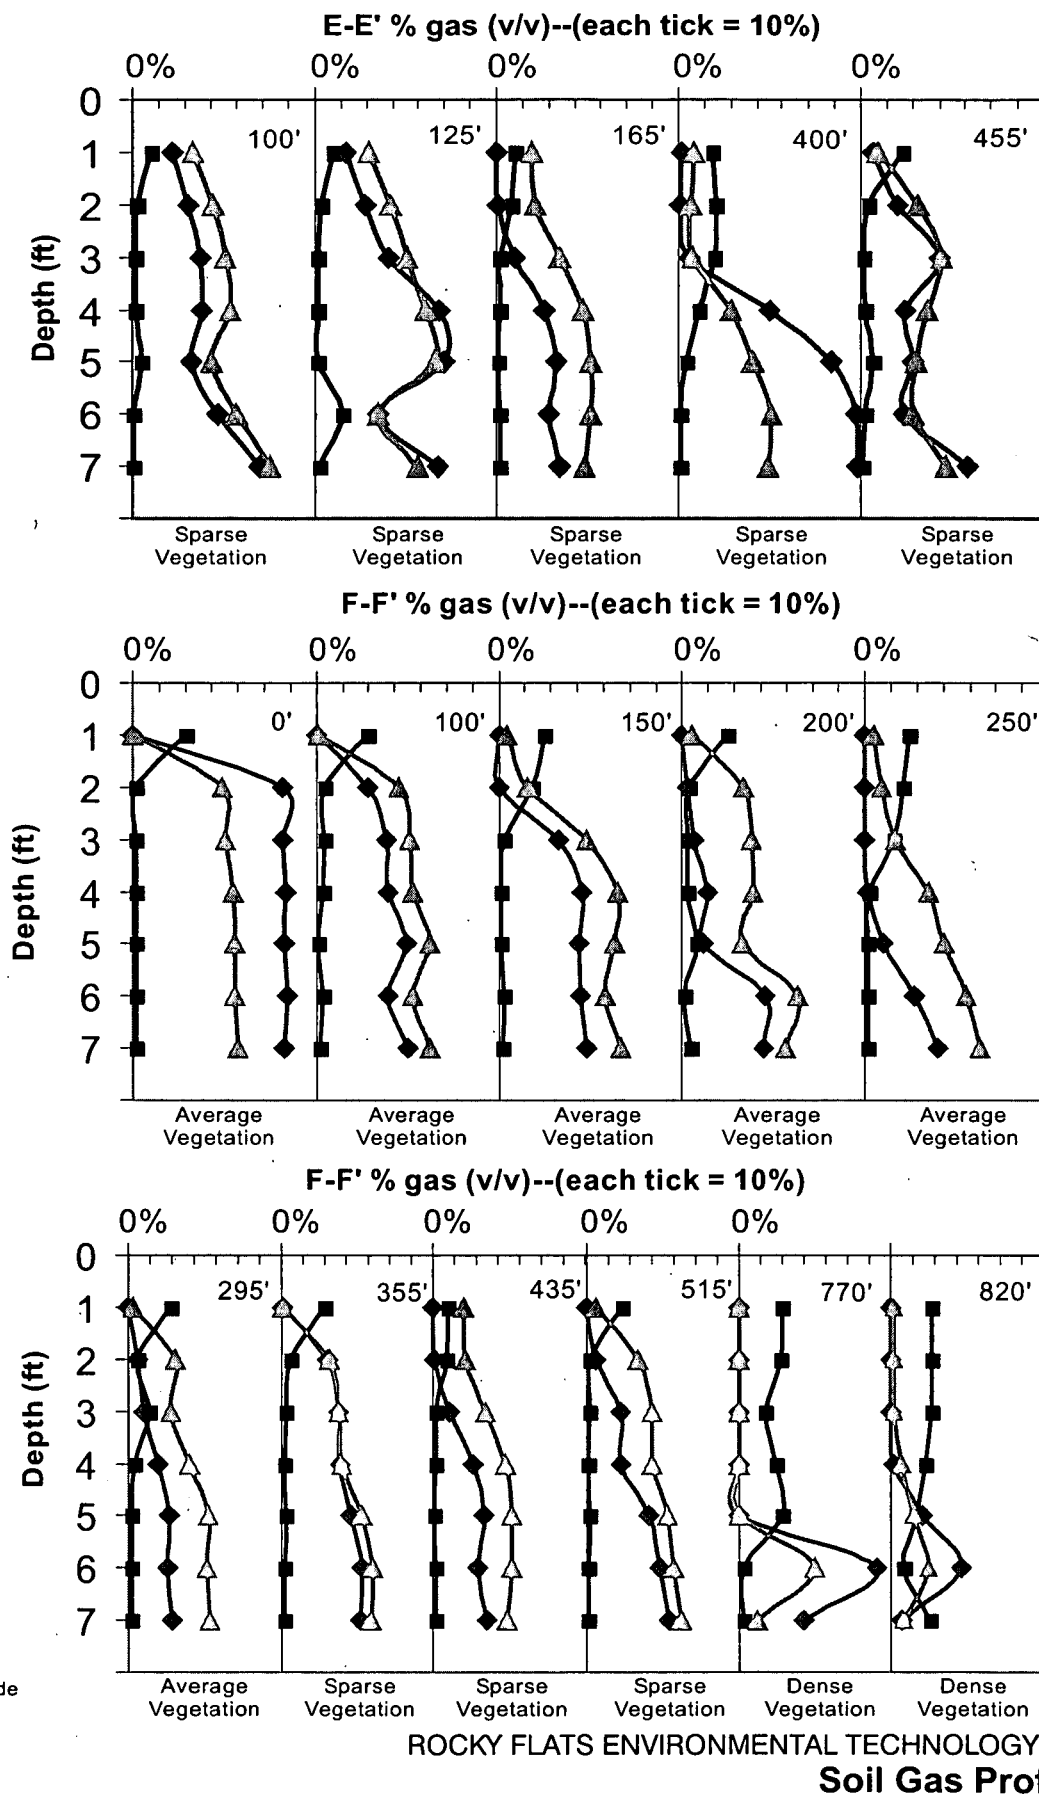 E-E' % gas (v/v)--(each tick = 10%)
0% 0% 0% 0% 0%
0
100' 125' 165' 400' 455'
1
2
3
4
5
6
7
Depth (ft)
Sparse Vegetation
Sparse Vegetation
Sparse Vegetation
Sparse Vegetation
Sparse Vegetation
F-F' % gas (v/v)--(each tick = 10%)
0% 0% 0% 0% 0%
0
0' 100' 150' 200' 250'
1
2
3
4
5
6
7
Depth (ft)
Average Vegetation
Average Vegetation
Average Vegetation
Average Vegetation
Average Vegetation
F-F' % gas (v/v)--(each tick = 10%)
0% 0% 0% 0% 0%
0
295' 355' 435' 515' 770' 820'
1
2
3
4
5
6
7
Depth (ft)
de
Average Vegetation
Sparse Vegetation
Sparse Vegetation
Sparse Vegetation
Dense Vegetation
Dense Vegetation
ROCKY FLATS ENVIRONMENTAL TECHNOLOGY
Soil Gas Prof